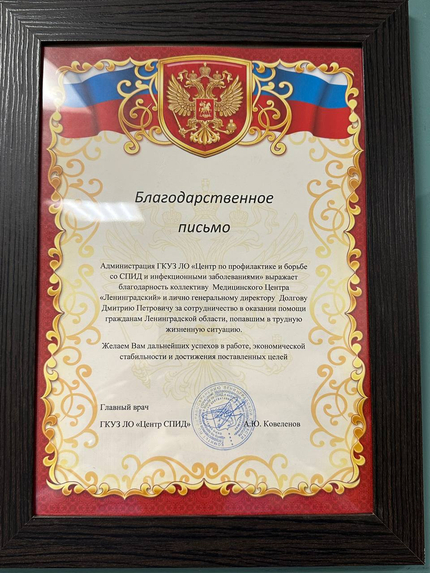 Благодарственное
письмо
Администрация ГКУЗ ЛО «Центр по профилактике и борьбе
со СПИД и инфекционными заболеваниями» выражает
благодарность коллективу Медицинского Центра
«Ленинградский» и лично генеральному директору Долгову
Дмитрию Петровичу за сотрудничество в оказании помощи
гражданам Ленинградской области, попавшим в трудную
жизненную ситуацию.
Желаем Вам дальнейших успехов в работе, экономической
стабильности и достижения поставленных целей
Главный врач
ГКУЗ ЛО «Центр СПИД» А.Ю. Ковеленов